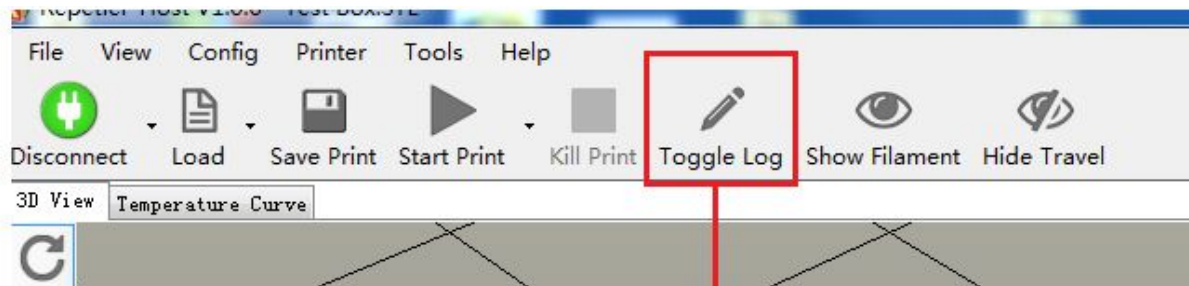 File View Config Printer Tools Help
Disconnect Load Save Print Start Print Kill Print Toggle Log Show Filament Hide Travel
3D View Temperature Curve